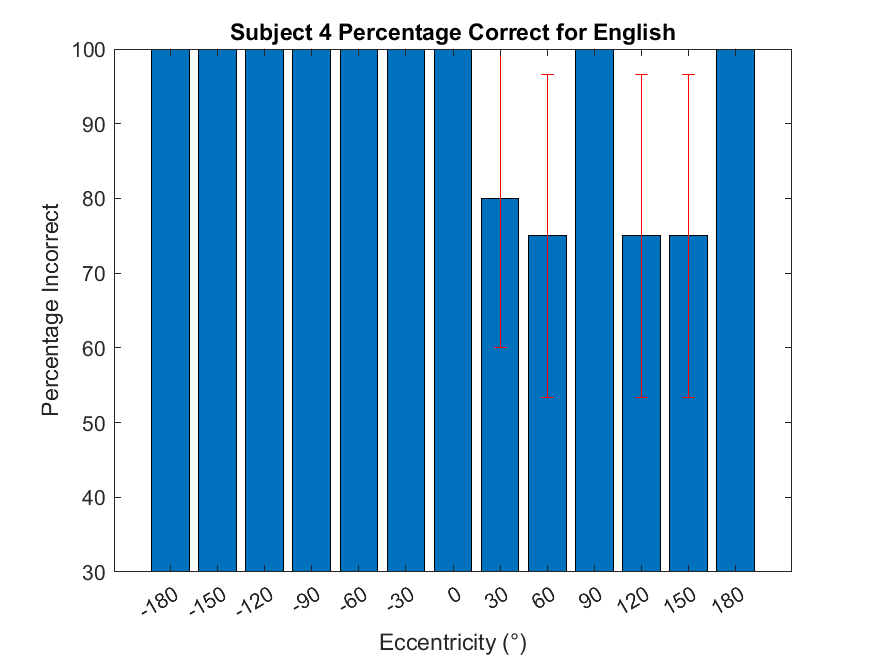 Subject 4 Percentage Correct for English
Percentage Incorrect
100
90
80
70
60
50
40
30
-180 -150 -120 -90 -60 -30 0 30 60 90 120 150 180
Eccentricity (°)